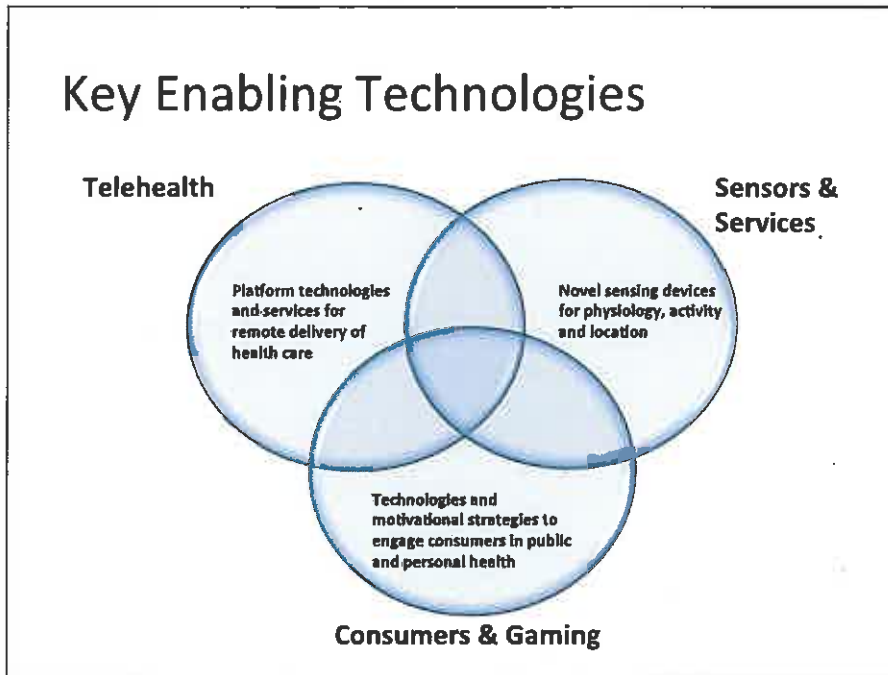 Key Enabling Technologies
Telehealth
Sensors &
Services
Platform technologies
and services for
remote delivery of
health care
Novel sensing devices
for physiology, activity
and location
Technologies and
motivational strategies to
engage consumers in public
and personal health
Consumers & Gaming